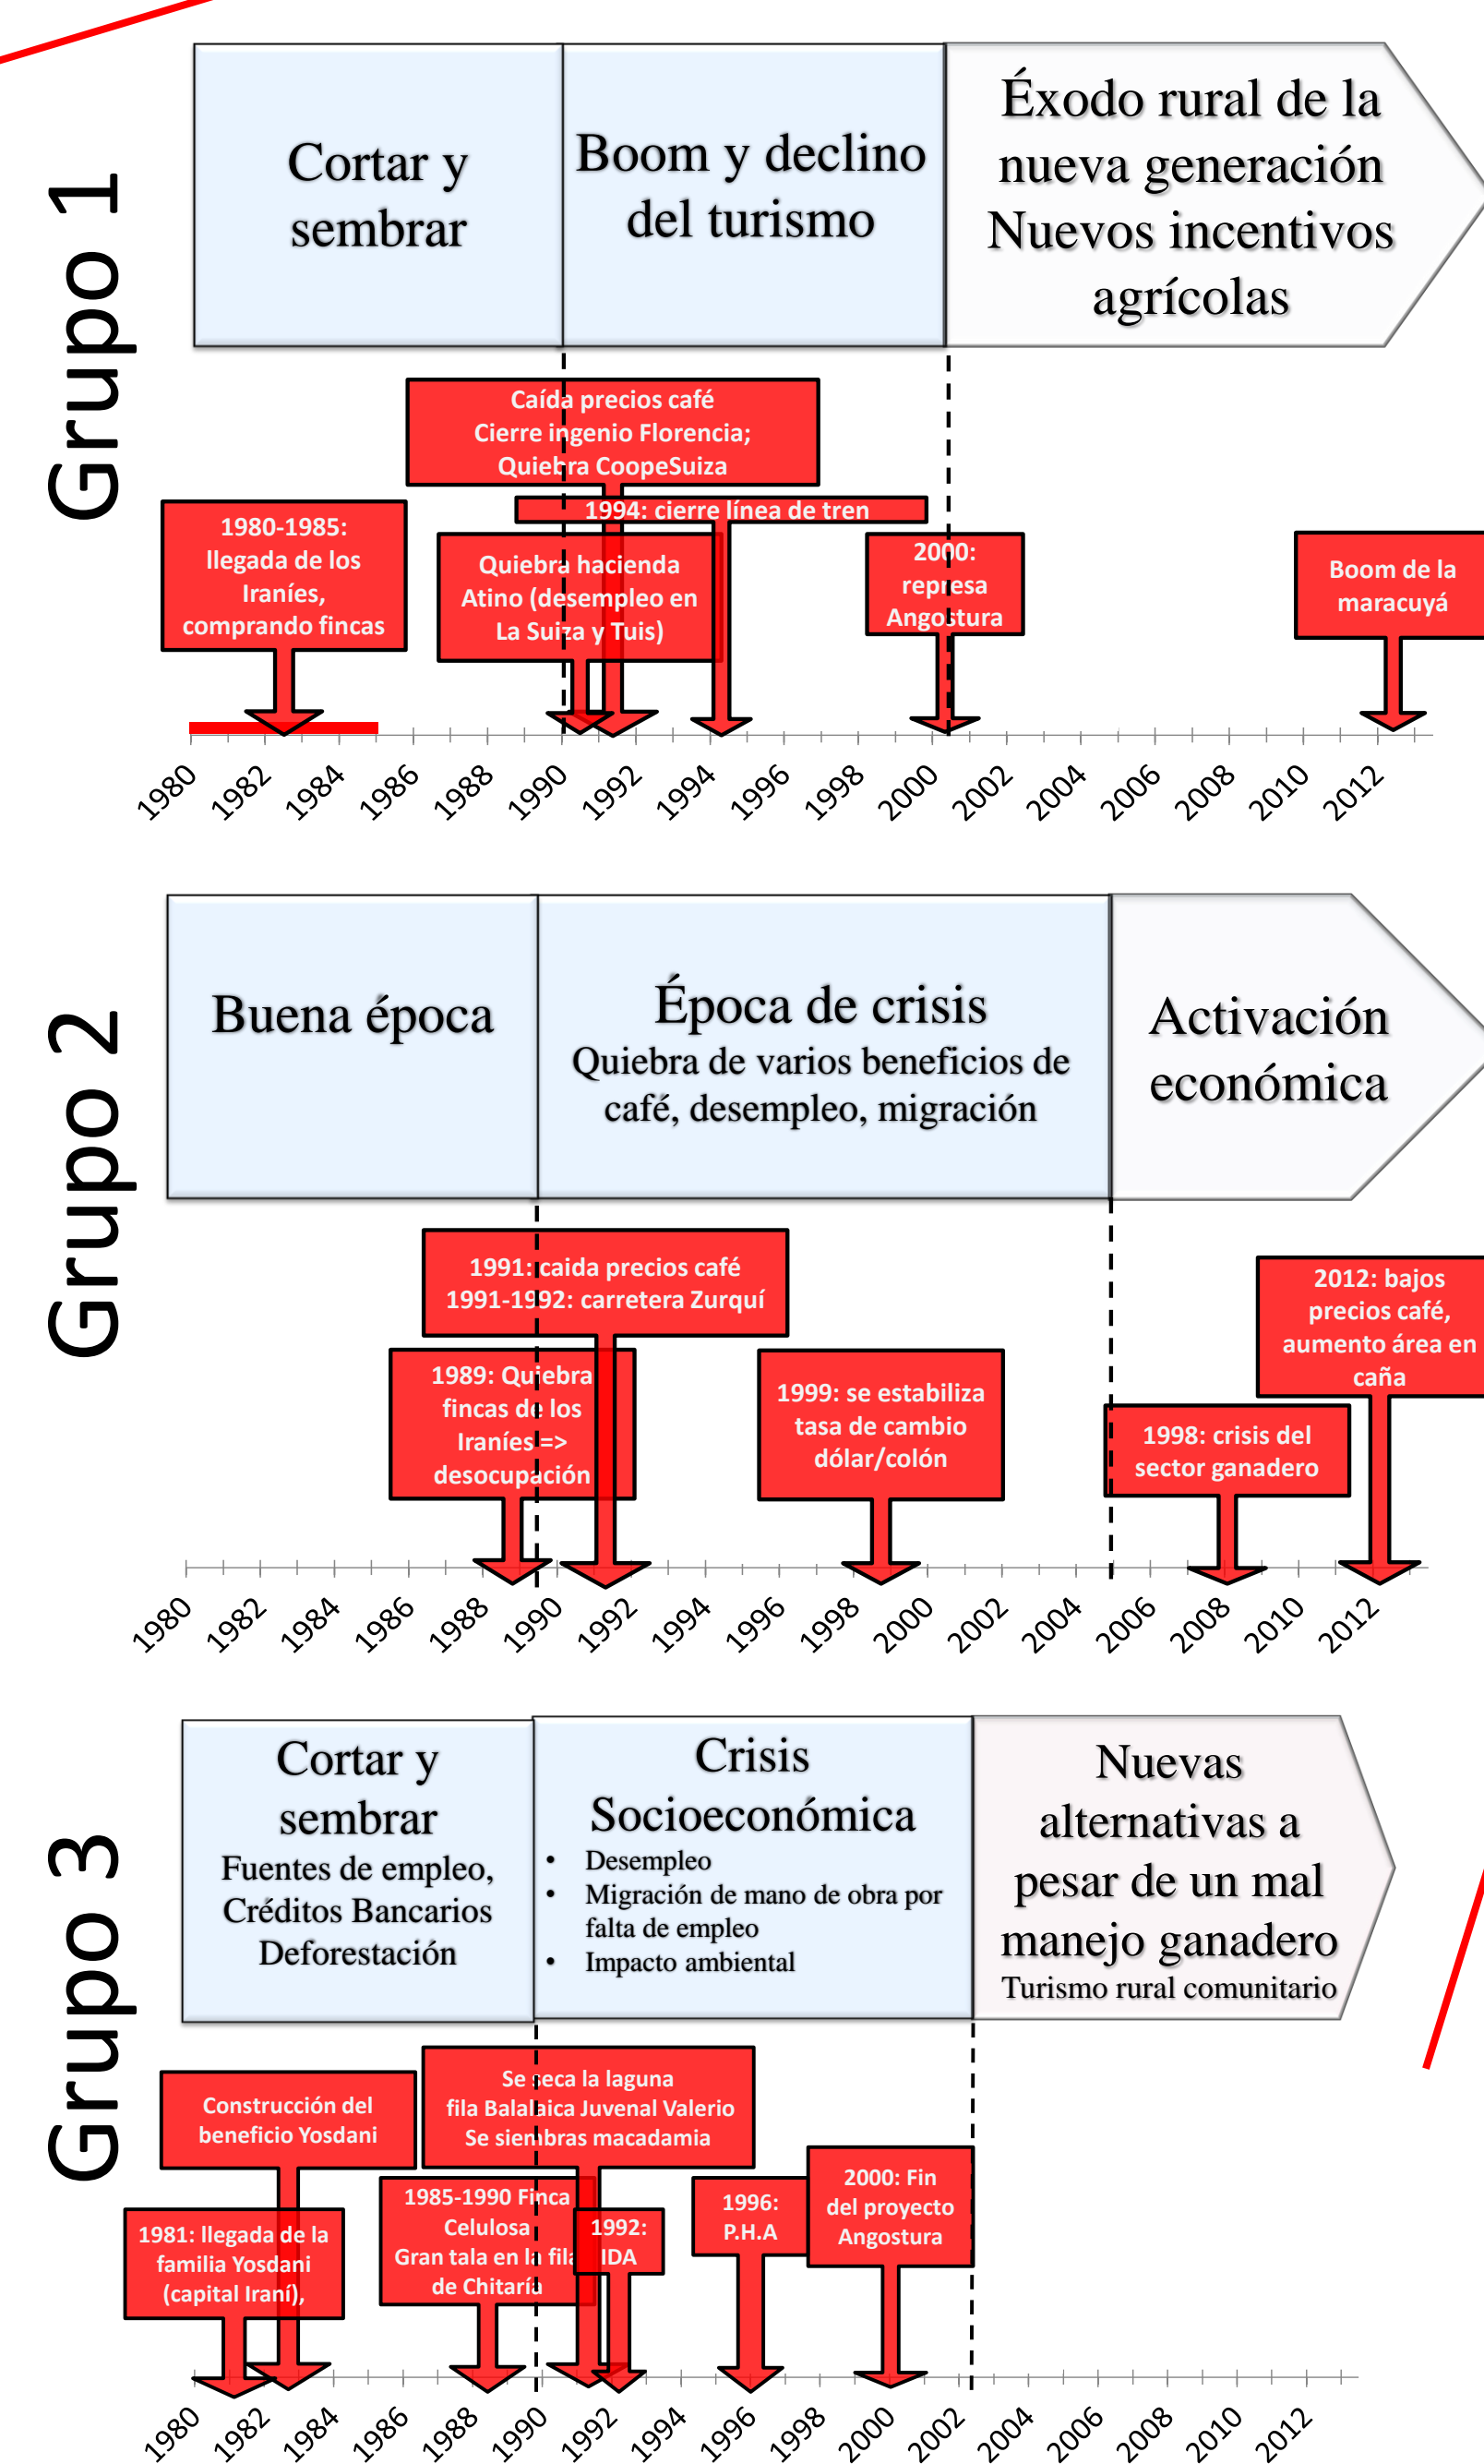 Grupo 1
Cortar y
sembrar
Boom y declino
del turismo
Éxodo rural de la
nueva generación
Nuevos incentivos
agrícolas
Caída precios café
Cierre ingenio Florencia;
Quiebra CoopeSuiza
1994: cierre línea de tren
1980-1985:
llegada de los
Iraníes,
comprando fincas
Quiebra hacienda
Atino (desempleo en
La Suiza y Tuis)
2000:
represa
Angostura
Boom de la
maracuyá
1980 1982 1984 1986 1988 1990 1992 1994 1996 1998 2000 2002 2004 2006 2008 2010 2012
Grupo 2
Buena época
Época de crisis
Quiebra de varios beneficios de
café, desempleo, migración
Activación
económica
1991: caida precios café
1991-1992: carretera Zurquí
1989: Quiebra
fincas de los
Iraníes =>
desocupación
1999: se estabiliza
tasa de cambio
dólar/colón
1998: crisis del
sector ganadero
2012: bajos
precios café,
aumento área en
caña
1980 1982 1984 1986 1988 1990 1992 1994 1996 1998 2000 2002 2004 2006 2008 2010 2012
Grupo 3
Cortar y
sembrar
Fuentes de empleo,
Créditos Bancarios
Deforestación
Crisis
Socioeconómica
• Desempleo
• Migración de mano de obra por
falta de empleo
• Impacto ambiental
Nuevas
alternativas a
pesar de un mal
manejo ganadero
Turismo rural comunitario
Construcción del
beneficio Yosdani
Se seca la laguna
fila Balalaica Juvenal Valerio
Se siembras macadamia
1981: llegada de la
familia Yosdani
(capital Iraní),
1985-1990 Finca
Celulosa
Gran tala en la fila
de Chitaría
1992:
IDA
1996:
P.H.A
2000: Fin
del proyecto
Angostura
1980 1982 1984 1986 1988 1990 1992 1994 1996 1998 2000 2002 2004 2006 2008 2010 2012